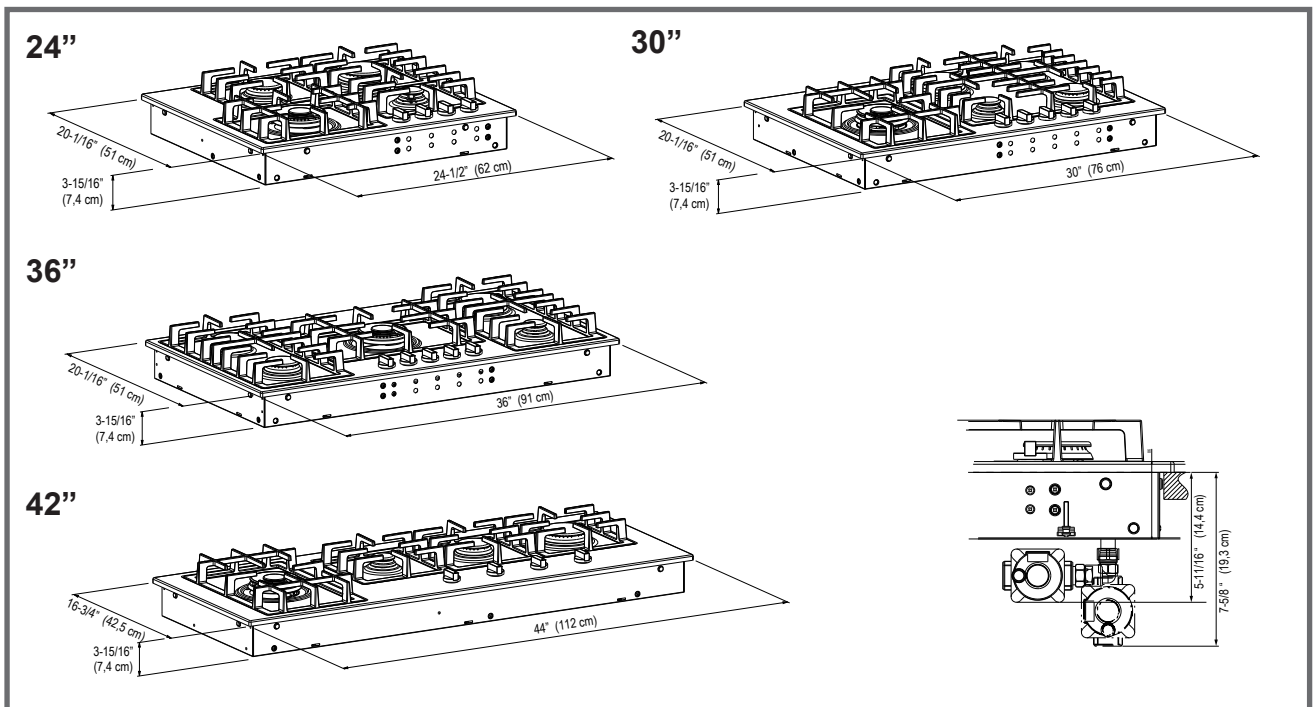 24”
20-1/16" (51 cm)
3-15/16"
(7,4 cm)
24-1/2” (62 cm)
30”
20-1/16" (51 cm)
3-15/16"
(7,4 cm)
30” (76 cm)
36”
20-1/16" (51 cm)
3-15/16"
(7,4 cm)
36” (91 cm)
42”
16-3/4” (42,5 cm)
3-15/16"
(7,4 cm)
44” (112 cm)
5-11/16 “ (14,4 cm)
7-5/8 “ (19,3 cm)